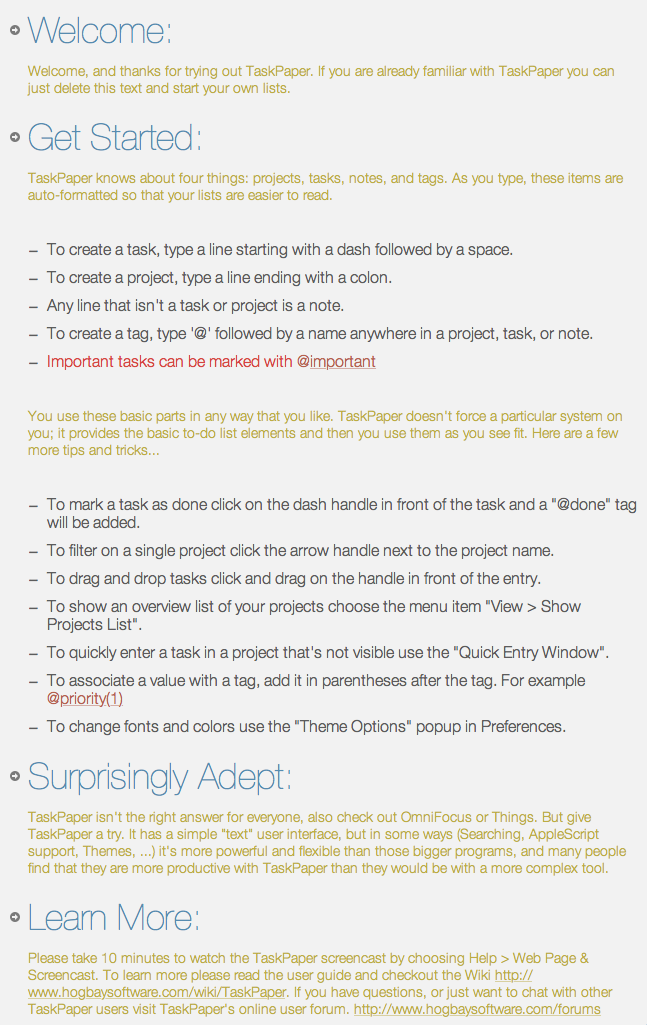 Welcome:
Welcome, and thanks for trying out TaskPaper. If you are already familiar with TaskPaper you can
just delete this text and start your own lists.
Get Started:
TaskPaper knows about four things: projects, tasks, notes, and tags. As you type, these items are
auto-formatted so that your lists are easier to read.
– To create a task, type a line starting with a dash followed by a space.
– To create a project, type a line ending with a colon.
– Any line that isn't a task or project is a note.
– To create a tag, type '@' followed by a name anywhere in a project, task, or note.
– Important tasks can be marked with @important
You use these basic parts in any way that you like. TaskPaper doesn't force a particular system on
you; it provides the basic to-do list elements and then you use them as you see fit. Here are a few
more tips and tricks...
– To mark a task as done click on the dash handle in front of the task and a "@done" tag
will be added.
– To filter on a single project click the arrow handle next to the project name.
– To drag and drop tasks click and drag on the handle in front of the entry.
– To show an overview list of your projects choose the menu item "View > Show
Projects List".
– To quickly enter a task in a project that's not visible use the "Quick Entry Window".
– To associate a value with a tag, add it in parentheses after the tag. For example
@priority(1)
– To change fonts and colors use the "Theme Options" popup in Preferences.
Surprisingly Adept:
TaskPaper isn't the right answer for everyone, also check out OmniFocus or Things. But give
TaskPaper a try. It has a simple "text" user interface, but in some ways (Searching, AppleScript
support, Themes, ...) it's more powerful and flexible than those bigger programs, and many people
find that they are more productive with TaskPaper than they would be with a more complex tool.
Learn More:
Please take 10 minutes to watch the TaskPaper screencast by choosing Help > Web Page &
Screencast. To learn more please read the user guide and checkout the Wiki http://
www.hogbaysoftware.com/wiki/TaskPaper. If you have questions, or just want to chat with other
TaskPaper users visit TaskPaper's online user forum. http://www.hogbaysoftware.com/forums